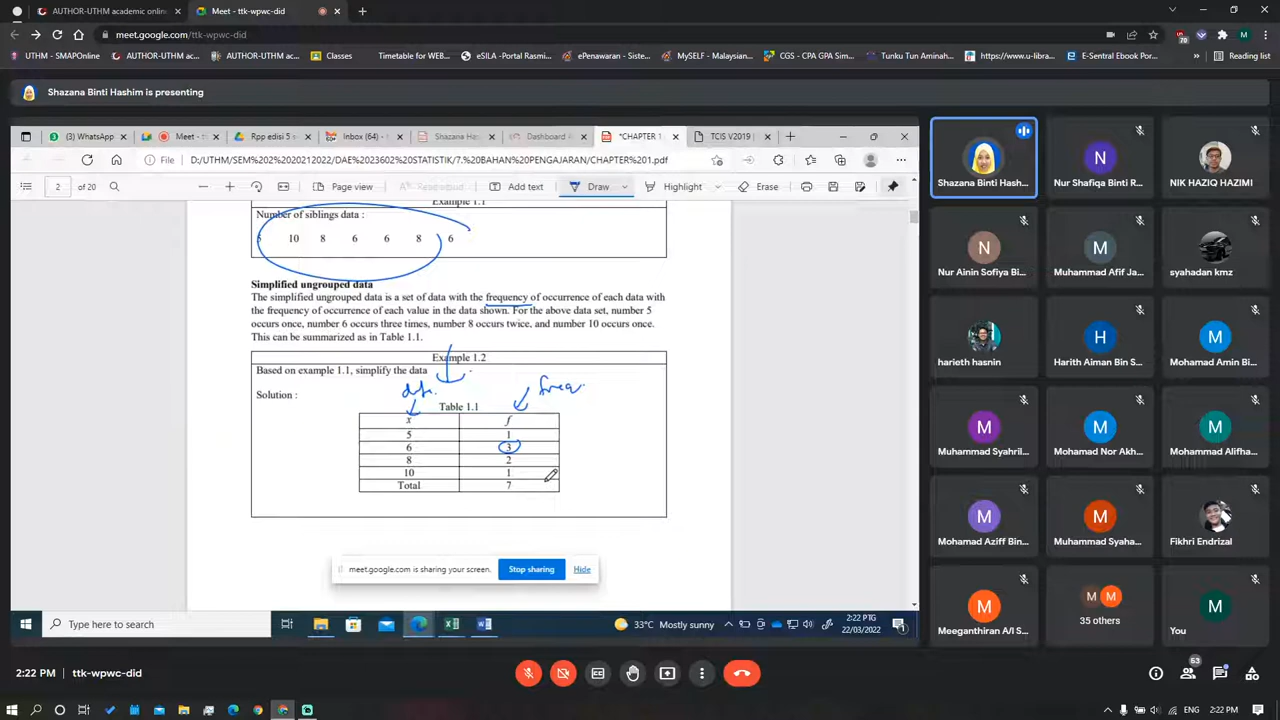 AUTHOR-UTHM academic onlin
Meet - ttk-wpwc-did
meet.google.com/ttk-wpwc-did
UTHM - SMAPOnline
AUTHOR-UTHM ac...
AUTHOR-UTHM ac...
Classes
Timetable for WEB...
eSILA -Portal Rasmi...
ePenawaran - Siste...
MySELF - Malaysian...
CGS - CPA GPA Sim...
Tunku Tun Aminah...
https://www.u-libra...
E-Sentral Ebook Por...
Reading list
Shazana Binti Hashim is presenting
(3) WhatsApp
Meet - tt
Rpp edisi 5 s
Inbox (64) - f
Shazana Has
Dashboard A
*CHAPTER 1
TCIS V2019
File
D:/UTHM/SEM%202%2020212022/DAE%2023602%20STATISTIK/7.%20BAHAN%20PENGAJARAN/CHAPTER%201.pdf
2 of 20
Page view
Read aloud
Add text
Draw
Highlight
Erase
Example 1.1
Number of siblings data :
5 10 8 6 6 8 6
Simplified ungrouped data
The simplified ungrouped data is a set of data with the frequency of occurrence of each data with
the frequency of occurrence of each value in the data shown. For the above data set, number 5
occurs once, number 6 occurs three times, number 8 occurs twice, and number 10 occurs once.
This can be summarized as in Table 1.1.
Example 1.2
Based on example 1.1, simplify the data
Solution :
data
freq.
Table 1.1
x f
5 1
6 3
8 2
10 1
Total 7
meet.google.com is sharing your screen.
Stop sharing
Hide
Type here to search
33°C Mostly sunny
2:22 PTG
22/03/2022
Shazana Binti Hash...
Nur Shafiqa Binti R...
NIK HAZIQ HAZIMI
Nur Ainin Sofiya Bi...
Muhammad Afif Ja...
syahadan kmz
harieth hasnin
Harith Aiman Bin S...
Mohamad Amin Bi...
Muhammad Syahril...
Mohamad Nor Akh...
Mohamad Alifha...
Mohamad Aziff Bin...
Muhammad Syaha...
Fikhri Endrizal
Meeganthiran A/l S...
35 others
You
N
N
M
H
M
M
M
M
M
M
M
M M
M
2:22 PM
ttk-wpwc-did
63
ENG
2:22 PM